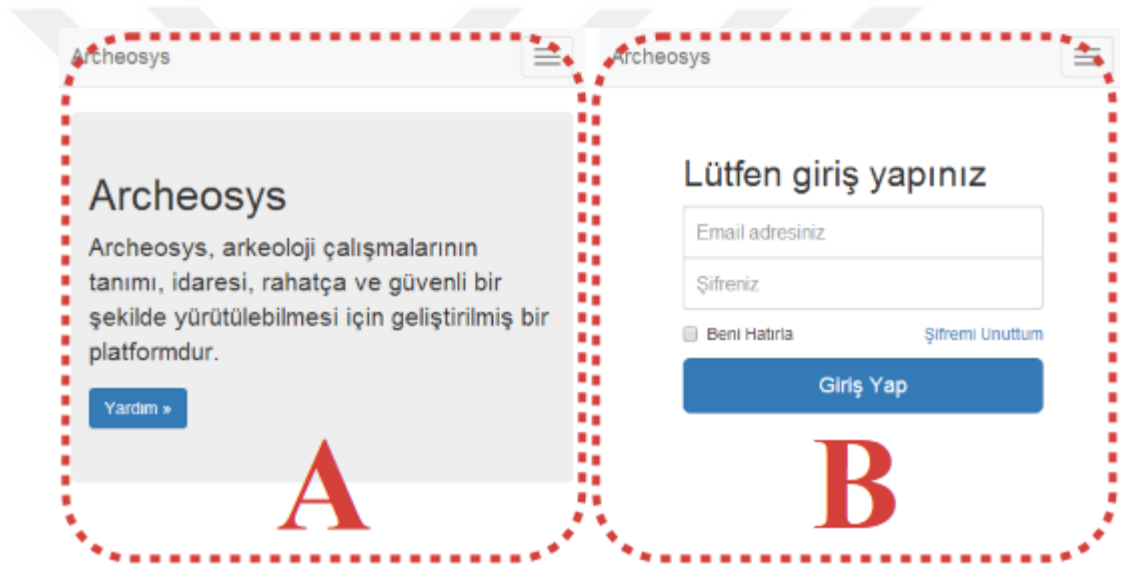 Archeosys
Archeosys
Archeosys, arkeoloji çalışmalarının
tanımı, idaresi, rahatça ve güvenli bir
şekilde yürütülebilmesi için geliştirilmiş bir
platformdur.
Yardım »
A
Archeosys
Lütfen giriş yapınız
Email adresiniz
Şifreniz
Beni Hatırla
Şifremi Unuttum
Giriş Yap
B